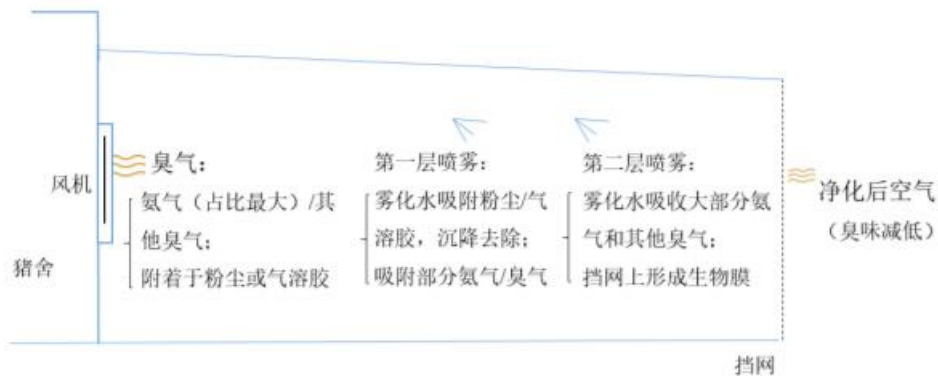 风机
猪舍
臭气：
氨气（占比最大）/其
他臭气；
附着于粉尘或气溶胶
第一层喷雾：
雾化水吸附粉尘/气
溶胶，沉降去除；
吸附部分氨气/臭气
第二层喷雾：
雾化水吸收大部分氨
气和其他臭气；
挡网上形成生物膜
净化后空气
（臭味减低）
挡网